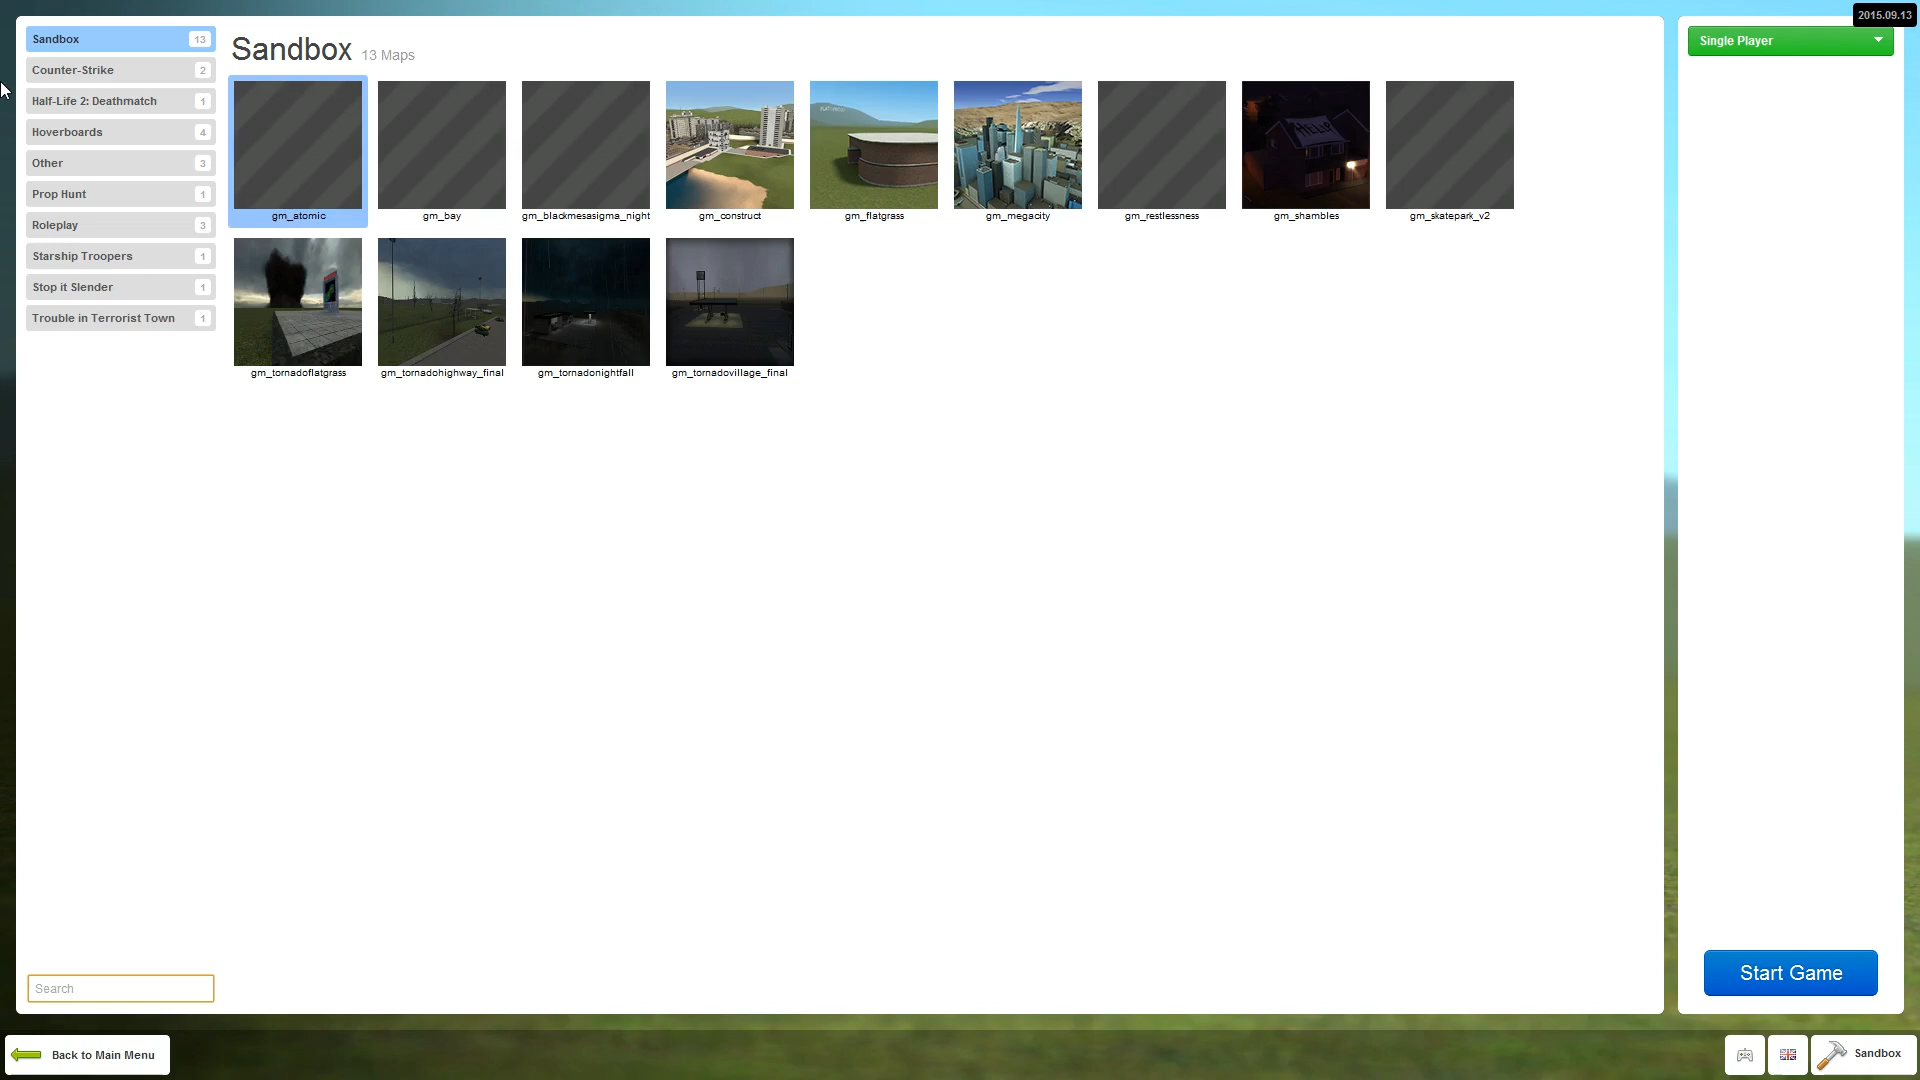 2015.09.13
Sandbox 13
Counter-Strike 2
Half-Life 2: Deathmatch 1
Hoverboards 4
Other 3
Prop Hunt 1
Roleplay 3
Starship Troopers 1
Stop it Slender 1
Trouble in Terrorist Town 1
Search
Sandbox 13 Maps
gm_atomic
gm_bay
gm_blackmesasigma_night
gm_construct
gm_flatgrass
gm_megacity
gm_restlessness
gm_shambles
gm_skatepark_v2
gm_tornadoflatgrass
gm_tornadohighway_final
gm_tornadonightfall
gm_tornadovillage_final
Single Player
Start Game
Back to Main Menu
Sandbox